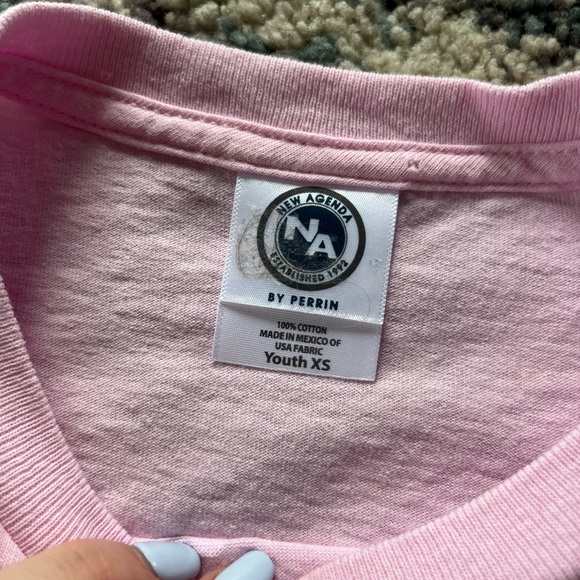 NEW AGENDA
NA
ESTABLISHED 1992
BY PERRIN
100% COTTON
MADE IN MEXICO OF
USA FABRIC
Youth XS